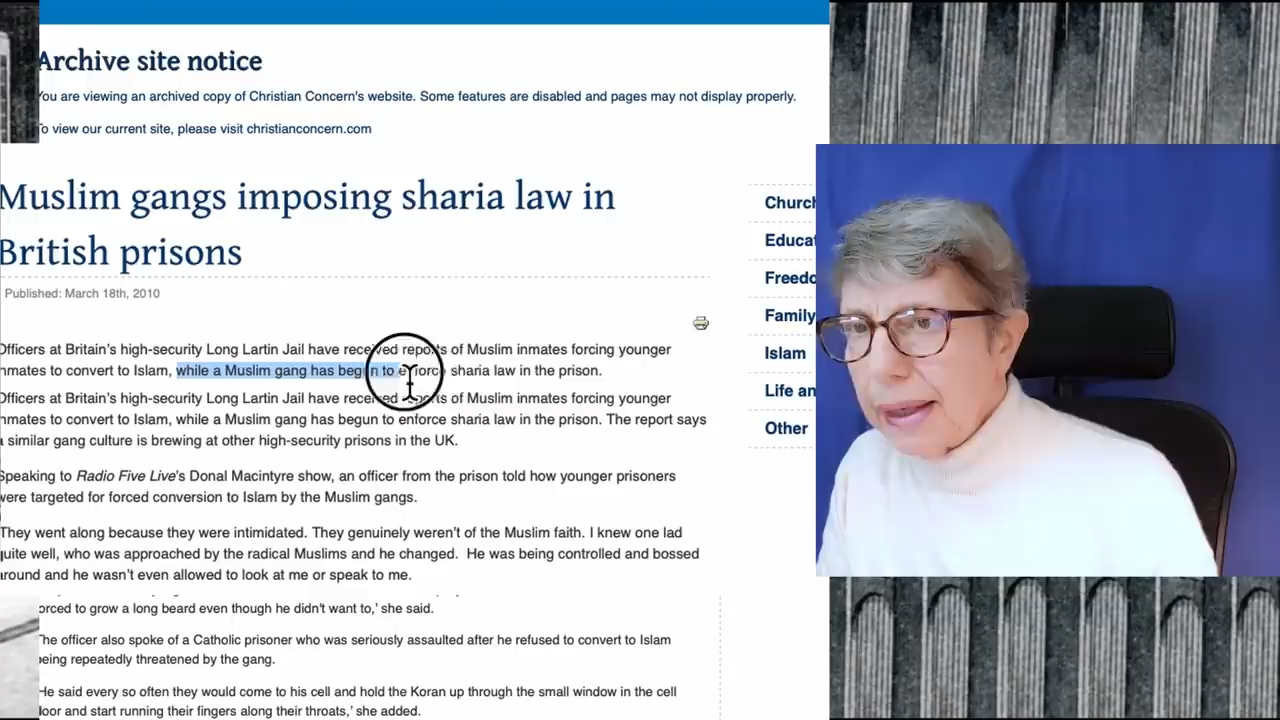 Archive site notice
You are viewing an archived copy of Christian Concern's website. Some features are disabled and pages may not display properly.
To view our current site, please visit christianconcern.com
Muslim gangs imposing sharia law in
British prisons
Published: March 18th, 2010
Church
Educat
Freedo
Family
Islam
Life an
Other
Officers at Britain's high-security Long Lartin Jail have received reports of Muslim inmates forcing younger
inmates to convert to Islam, while a Muslim gang has begun to enforce sharia law in the prison.
Officers at Britain's high-security Long Lartin Jail have received reports of Muslim inmates forcing younger
inmates to convert to Islam, while a Muslim gang has begun to enforce sharia law in the prison. The report says
a similar gang culture is brewing at other high-security prisons in the UK.
Speaking to Radio Five Live's Donal Macintyre show, an officer from the prison told how younger prisoners
were targeted for forced conversion to Islam by the Muslim gangs.
'They went along because they were intimidated. They genuinely weren't of the Muslim faith. I knew one lad
quite well, who was approached by the radical Muslims and he changed. He was being controlled and bossed
around and he wasn't even allowed to look at me or speak to me.
forced to grow a long beard even though he didn't want to,' she said.
The officer also spoke of a Catholic prisoner who was seriously assaulted after he refused to convert to Islam
being repeatedly threatened by the gang.
'He said every so often they would come to his cell and hold the Koran up through the small window in the cell
door and start running their fingers along their throats,' she added.